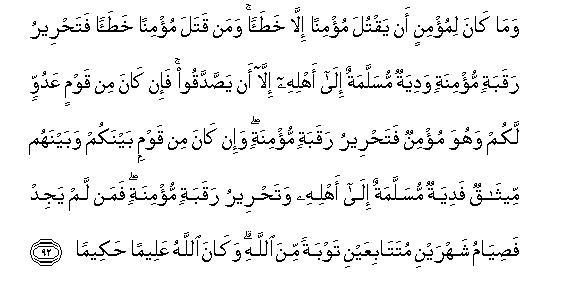 وَمَا كَانَ لِمُؤْمِنٍ أَن يَقْتُلَ مُؤْمِنًا إِلَّا خَطَـًٔا ۚ وَمَن قَتَلَ مُؤْمِنًا خَطَـًٔا فَتَحْرِيرُ
رَقَبَةٍ مُّؤْمِنَةٍ وَدِيَةٌ مُّسَلَّمَةٌ إِلَىٰٓ أَهْلِهِۦٓ إِلَّآ أَن يَصَّدَّقُوا۟ ۚ فَإِن كَانَ مِن قَوْمٍ عَدُوٍّ
لَّكُمْ وَهُوَ مُؤْمِنٌ فَتَحْرِيرُ رَقَبَةٍ مُّؤْمِنَةٍ ۖ وَإِن كَانَ مِن قَوْمٍۭ بَيْنَكُمْ وَبَيْنَهُم
مِّيثَـٰقٌ فَدِيَةٌ مُّسَلَّمَةٌ إِلَىٰٓ أَهْلِهِۦ وَتَحْرِيرُ رَقَبَةٍ مُّؤْمِنَةٍ ۖ فَمَن لَّمْ يَجِدْ
فَصِيَامُ شَهْرَيْنِ مُتَتَابِعَيْنِ تَوْبَةً مِّنَ ٱللَّهِ ۗ وَكَانَ ٱللَّهُ عَلِيمًا حَكِيمًا ٩٢